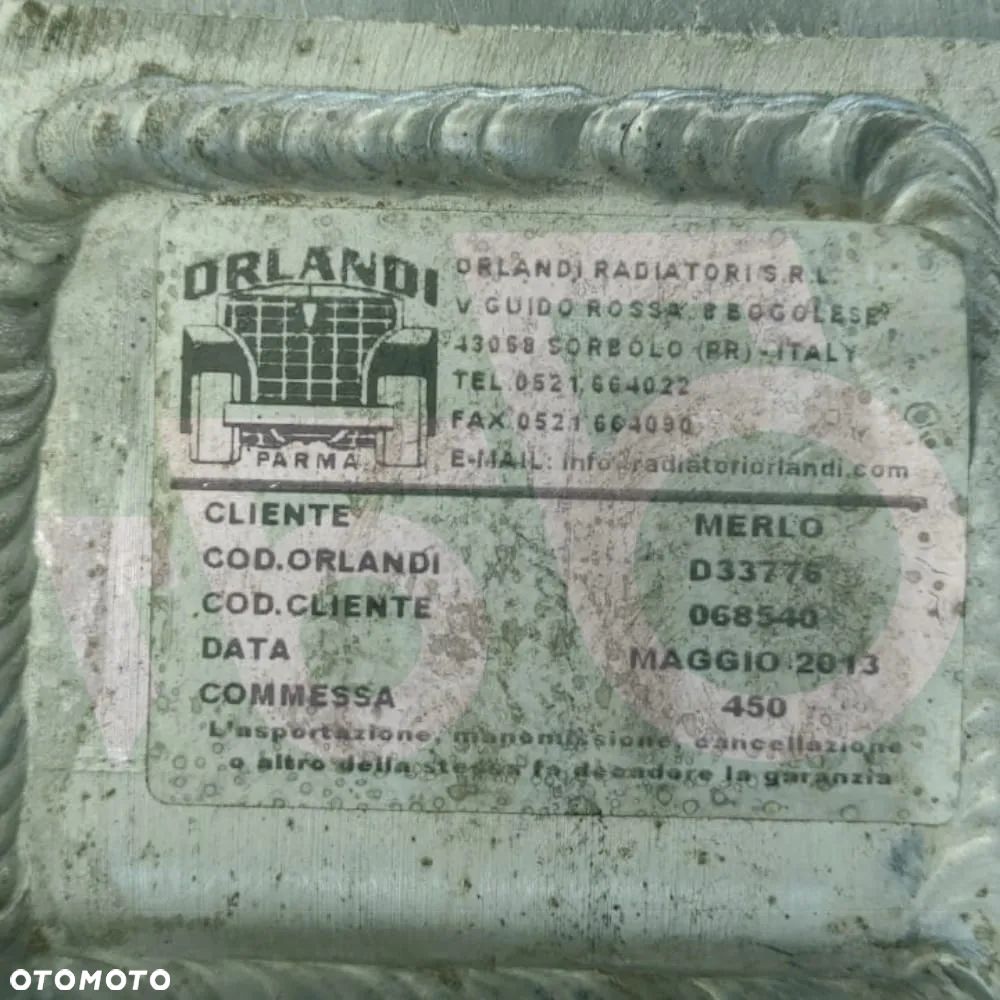 ORLANDI
PARMA
ORLANDI RADIATORI S.R.L.
V. GUIDO ROSSA, 8 BOGOLESE
43058 SORBOLO (PR) - ITALY
TEL.0521.664022
FAX.0521.664090
E-MAIL: info@radiatoriorlandi.com
CLIENTE MERLO
COD.ORLANDI D33776
COD.CLIENTE 068540
DATA MAGGIO 2013
COMMESSA 450
L'asportazione, manomissione, cancellazione
o altro della stessa fa decadere la garanzia
OTOMOTO